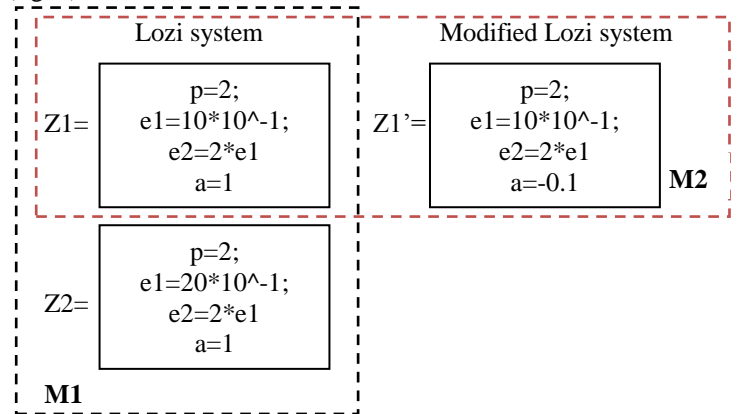 Lozi system
Modified Lozi system
Z1=
p=2;
e1=10*10^-1;
e2=2*e1
a=1
Z1’=
p=2;
e1=10*10^-1;
e2=2*e1
a=-0.1
M2
Z2=
p=2;
e1=20*10^-1;
e2=2*e1
a=1
M1